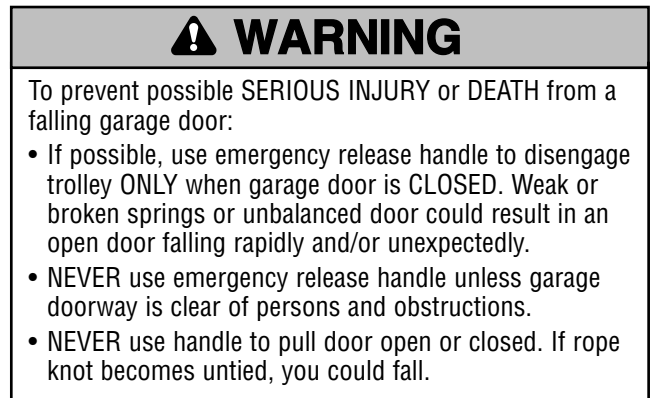 WARNING
To prevent possible SERIOUS INJURY or DEATH from a
falling garage door:
• If possible, use emergency release handle to disengage
trolley ONLY when garage door is CLOSED. Weak or
broken springs or unbalanced door could result in an
open door falling rapidly and/or unexpectedly.
• NEVER use emergency release handle unless garage
doorway is clear of persons and obstructions.
• NEVER use handle to pull door open or closed. If rope
knot becomes untied, you could fall.